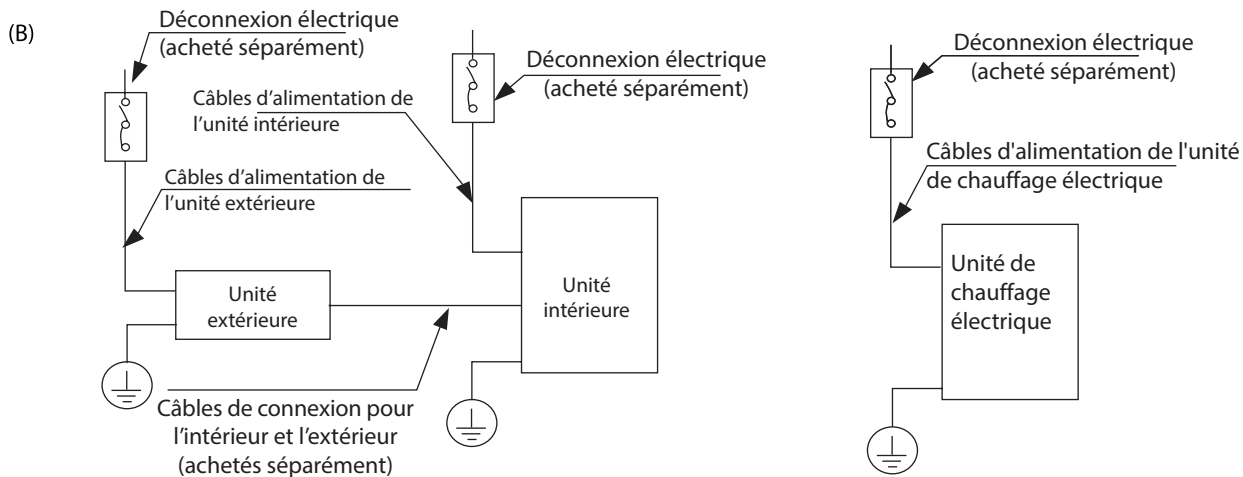 (B)
Déconnexion électrique
(acheté séparément)
Câbles d'alimentation de
l'unité intérieure
Déconnexion électrique
(acheté séparément)
Câbles d'alimentation de
l'unité extérieure
Unité
extérieure
Unité
intérieure
Câbles de connexion pour
l'intérieur et l'extérieur
(achetés séparément)
Déconnexion électrique
(acheté séparément)
Câbles d'alimentation de l'unité
de chauffage électrique
Unité de
chauffage
électrique